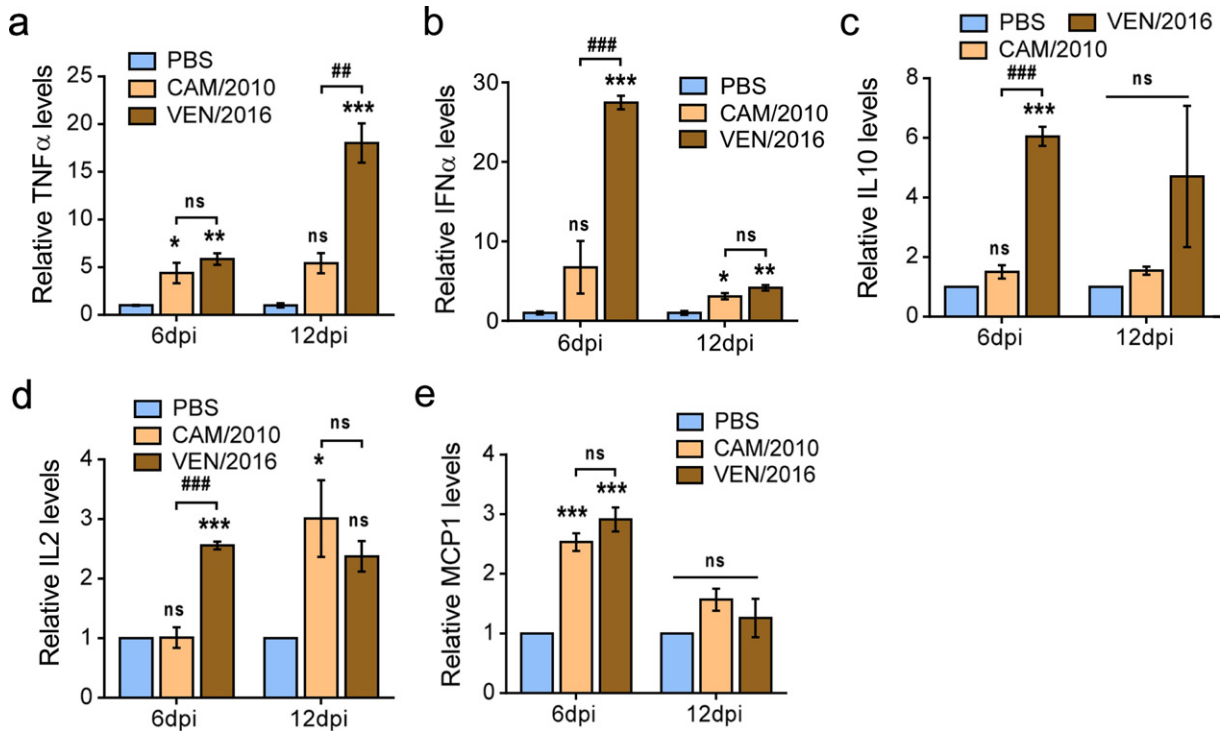 a
PBS
CAM/2010
VEN/2016
Relative TNFα levels
25
20
15
10
5
0
ns
*
**
##
ns
***
6dpi
12dpi
b
PBS
CAM/2010
VEN/2016
Relative IFNα levels
30
20
10
0
###
ns
***
ns
*
**
6dpi
12dpi
c
PBS
CAM/2010
VEN/2016
Relative IL10 levels
8
6
4
2
0
###
ns
***
ns
6dpi
12dpi
d
PBS
CAM/2010
VEN/2016
Relative IL2 levels
4
3
2
1
0
###
ns
***
ns
*
ns
6dpi
12dpi
e
PBS
CAM/2010
VEN/2016
Relative MCP1 levels
4
3
2
1
0
ns
***
***
ns
6dpi
12dpi